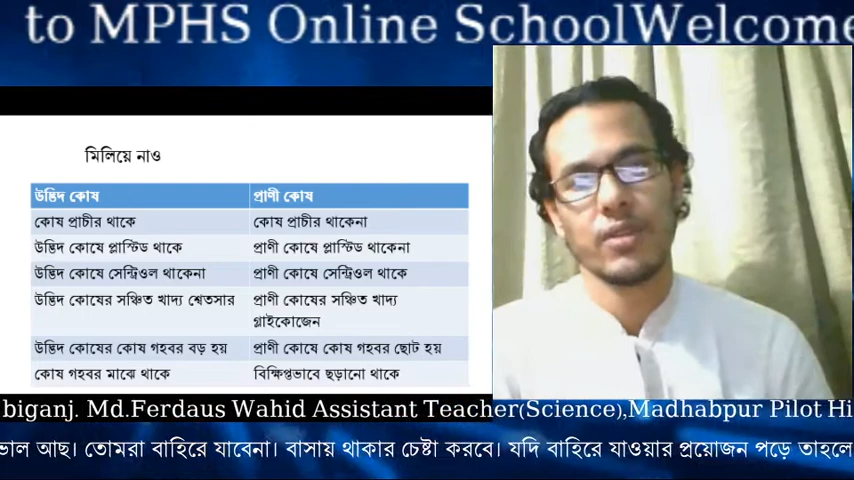 to MPHS Online SchoolWelcome
মিলিয়ে নাও
উদ্ভিদ কোষ প্রাণী কোষ
কোষ প্রাচীর থাকে কোষ প্রাচীর থাকেনা
উদ্ভিদ কোষে প্লাস্টিড থাকে প্রাণী কোষে প্লাস্টিড থাকেনা
উদ্ভিদ কোষে সেন্ট্রিওল থাকেনা প্রাণী কোষে সেন্ট্রিওল থাকে
উদ্ভিদ কোষের সঞ্চিত খাদ্য শ্বেতসার প্রাণী কোষের সঞ্চিত খাদ্য
গ্লাইকোজেন
উদ্ভিদ কোষের কোষ গহবর বড় হয় প্রাণী কোষে কোষ গহবর ছোট হয়
কোষ গহবর মাঝে থাকে বিক্ষিপ্তভাবে ছড়ানো থাকে
biganj. Md.Ferdaus Wahid Assistant Teacher(Science),Madhabpur Pilot Hi
ভাল আছ। তোমরা বাহিরে যাবেনা। বাসায় থাকার চেষ্টা করবে। যদি বাহিরে যাওয়ার প্রয়োজন পড়ে তাহলে